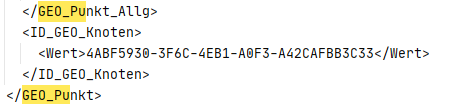 </GEO_Punkt_Allg>
<ID_GEO_Knoten>
<Wert>4ABF5930-3F6C-4EB1-A0F3-A42CAFBB3C33</Wert>
</ID_GEO_Knoten>
</GEO_Punkt>